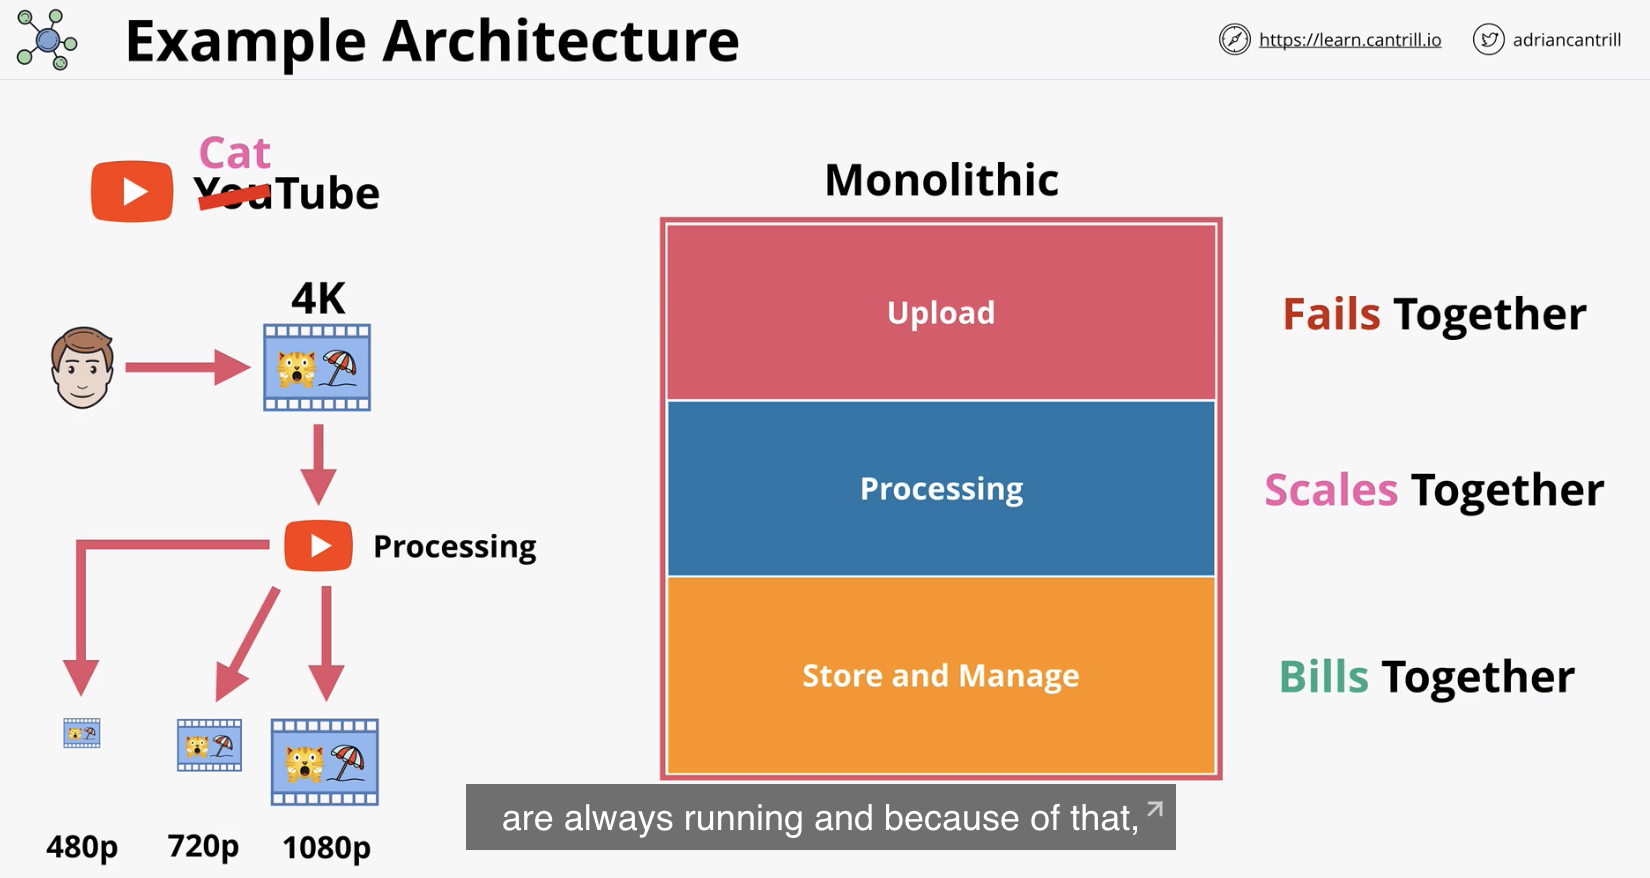 Example Architecture
https://learn.cantrill.io
adriancantrill
Cat
YouTube
4K
Processing
480p
720p
1080p
Monolithic
Upload
Processing
Store and Manage
Fails Together
Scales Together
Bills Together
are always running and because of that,